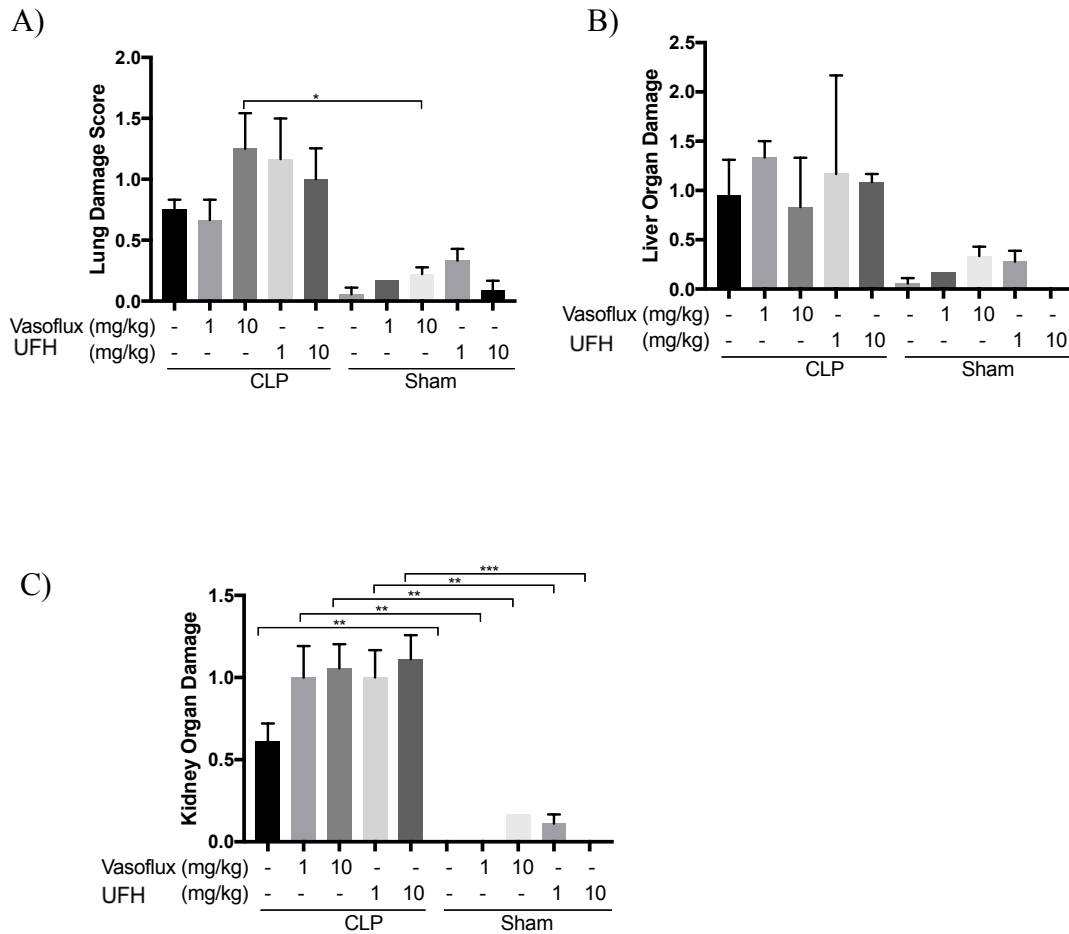 A)
Lung Damage Score
2.0
1.5
1.0
0.5
0.0
*
Vasoflux (mg/kg) - 1 10 - - - 1 10 - -
UFH (mg/kg) - - - 1 10 - - - 1 10
CLP Sham
B)
Liver Organ Damage
2.5
2.0
1.5
1.0
0.5
0.0
Vasoflux (mg/kg) - 1 10 - - - 1 10 - -
UFH (mg/kg) - - - 1 10 - - - 1 10
CLP Sham
C)
Kidney Organ Damage
1.5
1.0
0.5
0.0
***
**
**
**
**
Vasoflux (mg/kg) - 1 10 - - - 1 10 - -
UFH (mg/kg) - - - 1 10 - - - 1 10
CLP Sham